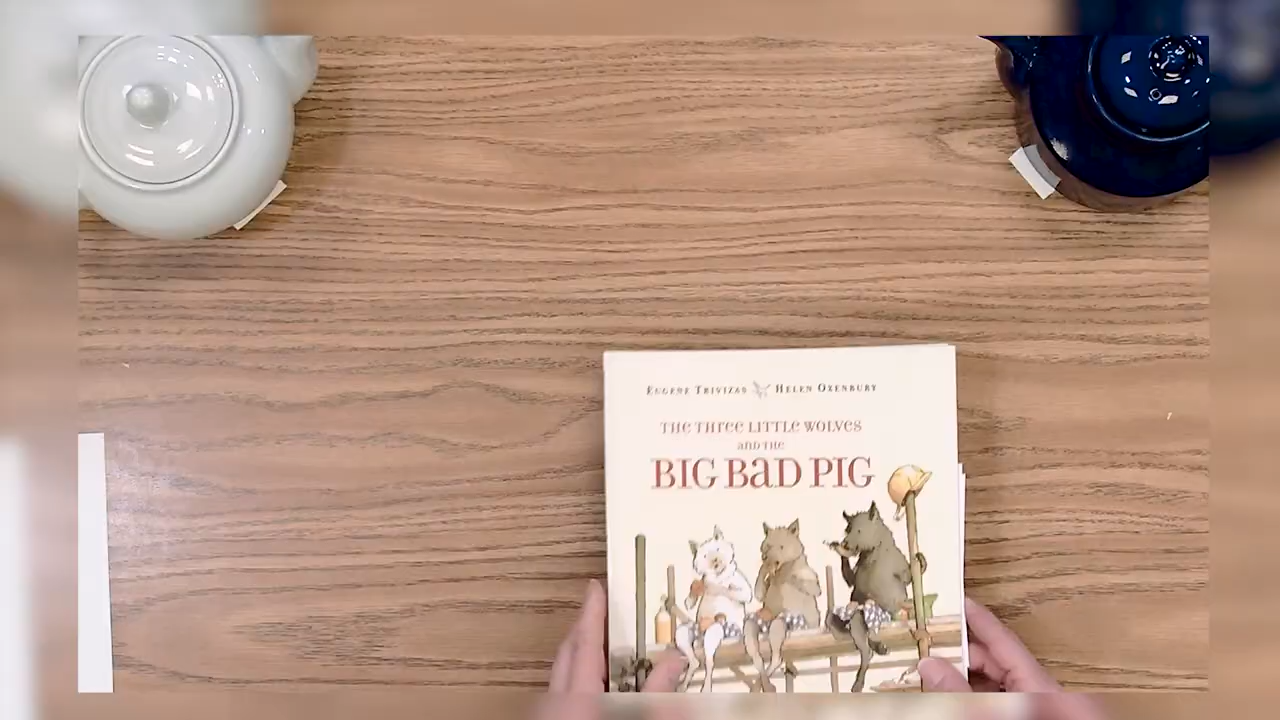 EUGENE TRIVIZAS HELEN OXENBURY
THE THREE LITTLE WOLVES
AND THE
BIG BAD PIG